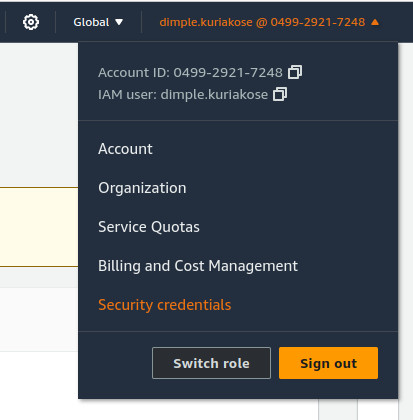 Global dimple.kuriakose @ 0499-2921-7248
Account ID: 0499-2921-7248
IAM user: dimple.kuriakose
Account
Organization
Service Quotas
Billing and Cost Management
Security credentials
Switch role Sign out